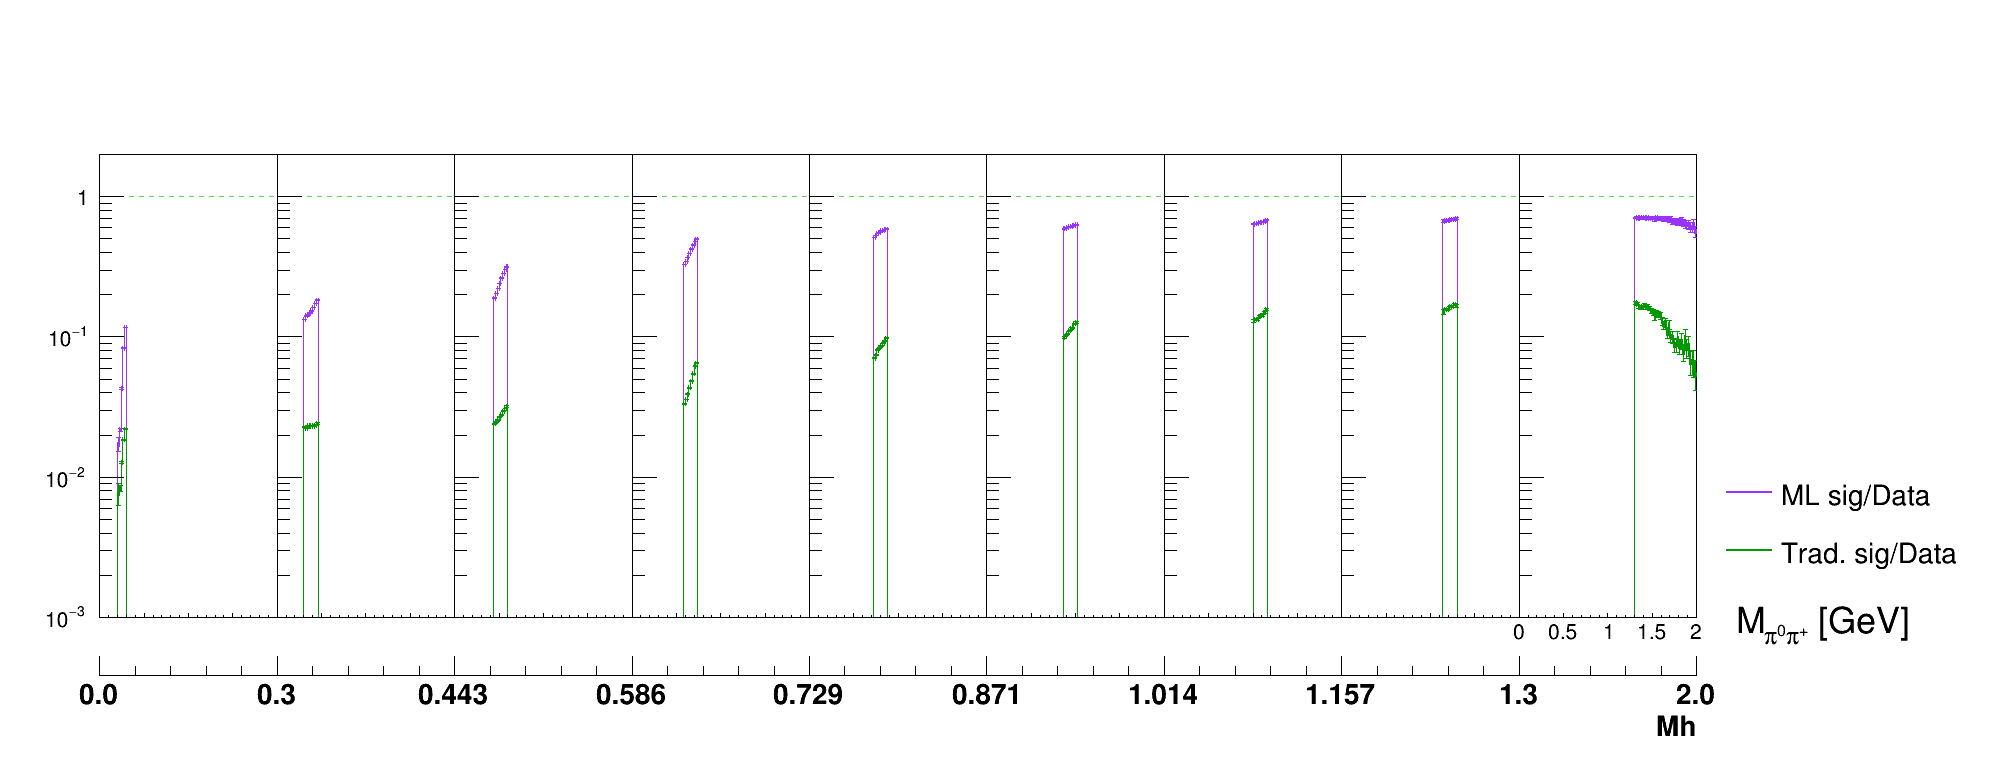 1
10⁻¹
10⁻²
10⁻³
ML sig/Data
Trad. sig/Data
0 0.5 1 1.5 2
M_π⁰π⁺ [GeV]
0.0 0.3 0.443 0.586 0.729 0.871 1.014 1.157 1.3 2.0
Mh